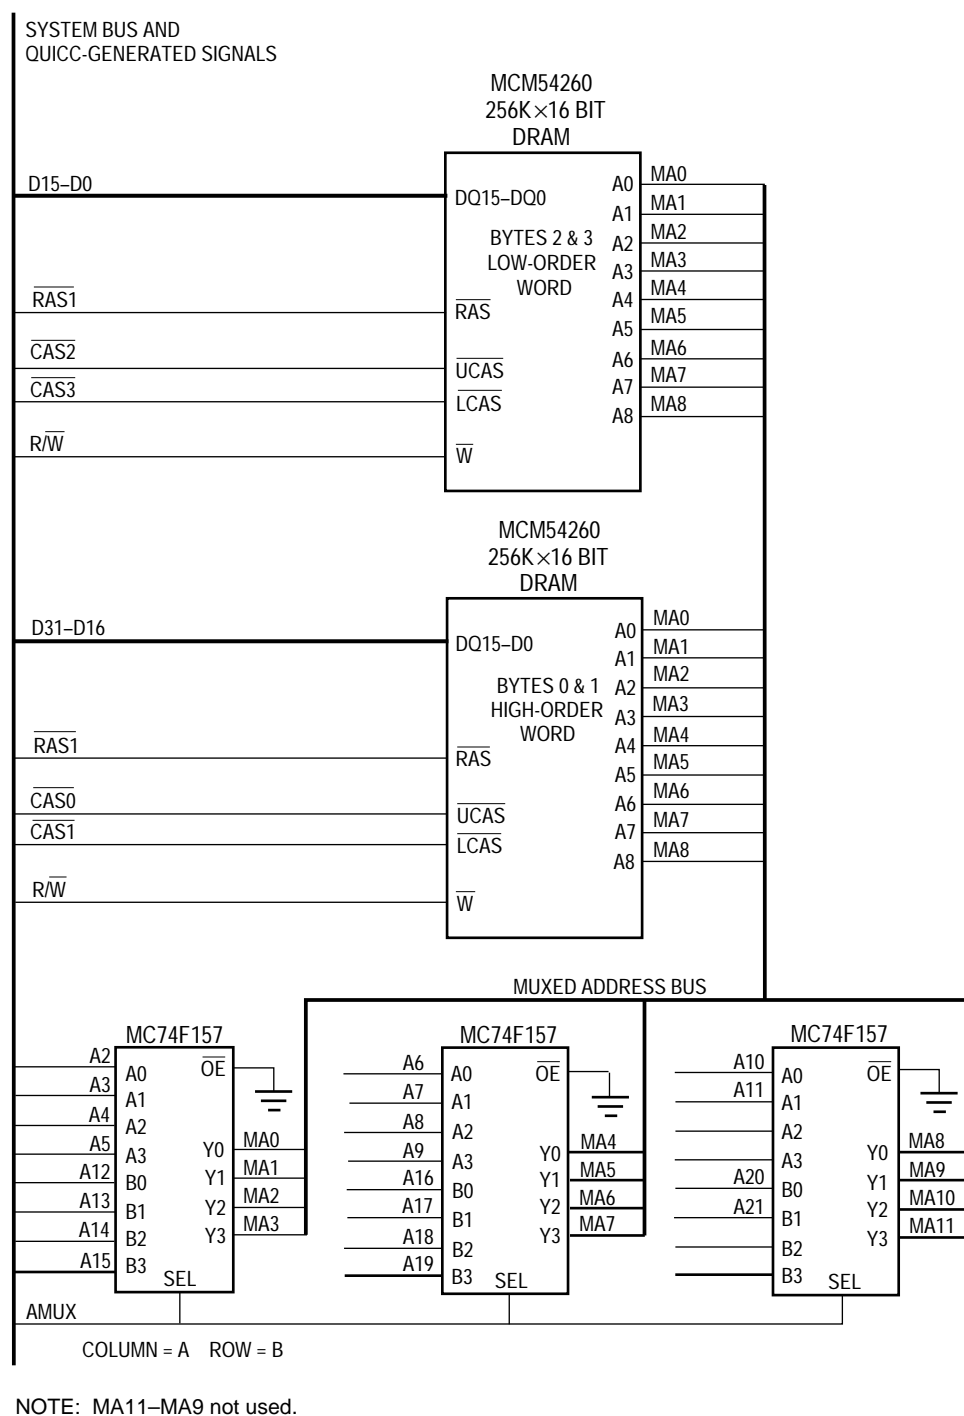 SYSTEM BUS AND
QUICC-GENERATED SIGNALS
MCM54260
256K×16 BIT
DRAM
D15–D0
DQ15–DQ0
BYTES 2 & 3
LOW-ORDER
WORD
RAS1
RAS
CAS2
UCAS
CAS3
LCAS
R/W
W
A0 MA0
A1 MA1
A2 MA2
A3 MA3
A4 MA4
A5 MA5
A6 MA6
A7 MA7
A8 MA8
MCM54260
256K×16 BIT
DRAM
D31–D16
DQ15–D0
BYTES 0 & 1
HIGH-ORDER
WORD
RAS1
RAS
CAS0
UCAS
CAS1
LCAS
R/W
W
A0 MA0
A1 MA1
A2 MA2
A3 MA3
A4 MA4
A5 MA5
A6 MA6
A7 MA7
A8 MA8
MUXED ADDRESS BUS
MC74F157
A2 A0
A3 A1
A4 A2
A5 A3
A12 B0
A13 B1
A14 B2
A15 B3
OE
Y0 MA0
Y1 MA1
Y2 MA2
Y3 MA3
SEL
MC74F157
A6 A0
A7 A1
A8 A2
A9 A3
A16 B0
A17 B1
A18 B2
A19 B3
OE
Y0 MA4
Y1 MA5
Y2 MA6
Y3 MA7
SEL
MC74F157
A10 A0
A11 A1
A2
A3
A20 B0
A21 B1
B2
B3
OE
Y0 MA8
Y1 MA9
Y2 MA10
Y3 MA11
SEL
AMUX
COLUMN = A ROW = B
NOTE: MA11–MA9 not used.